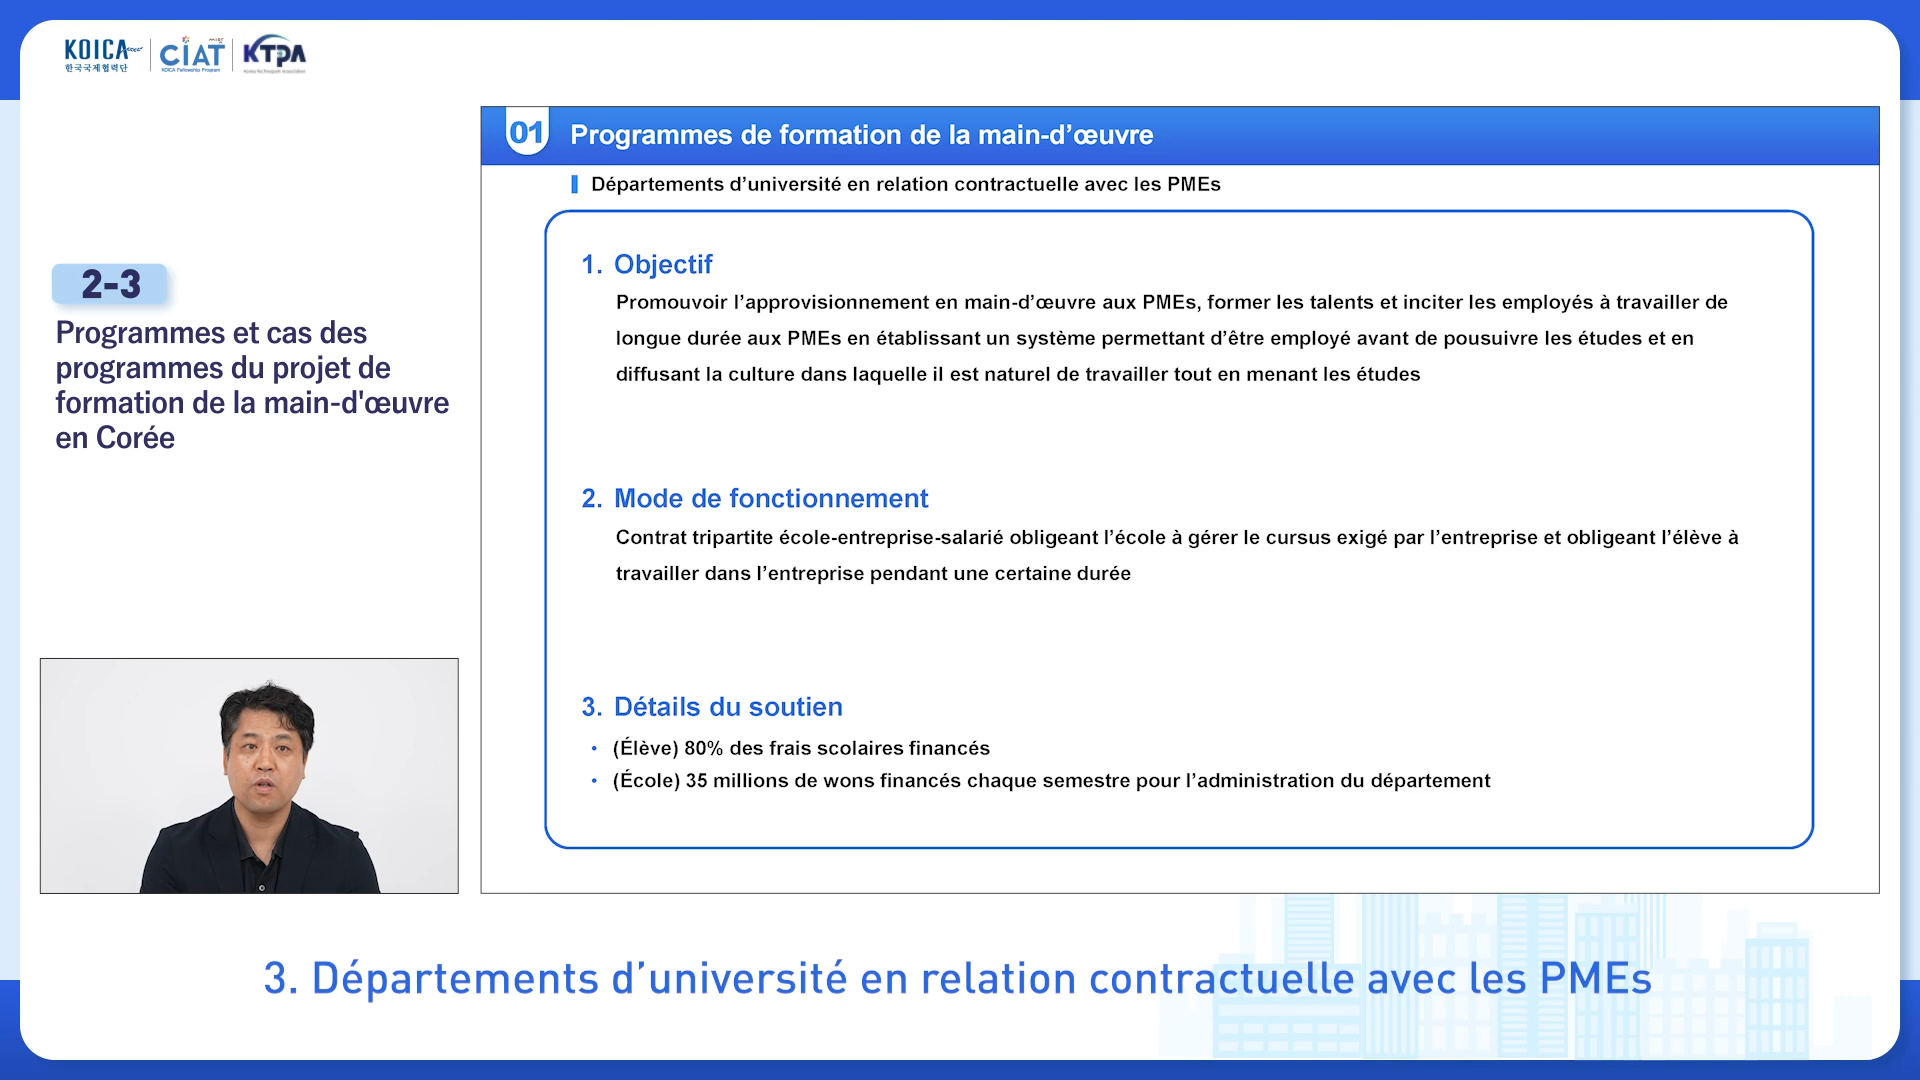 KOICA
한국국제협력단
CIAT
KOICA Fellowship Program
KTPA
01 Programmes de formation de la main-d’œuvre
Départements d’université en relation contractuelle avec les PMEs
2-3
Programmes et cas des
programmes du projet de
formation de la main-d'œuvre
en Corée
1. Objectif
Promouvoir l’approvisionnement en main-d’œuvre aux PMEs, former les talents et inciter les employés à travailler de
longue durée aux PMEs en établissant un système permettant d’être employé avant de pousuivre les études et en
diffusant la culture dans laquelle il est naturel de travailler tout en menant les études
2. Mode de fonctionnement
Contrat tripartite école-entreprise-salarié obligeant l’école à gérer le cursus exigé par l’entreprise et obligeant l’élève à
travailler dans l’entreprise pendant une certaine durée
3. Détails du soutien
• (Élève) 80% des frais scolaires financés
• (École) 35 millions de wons financés chaque semestre pour l’administration du département
3. Départements d’université en relation contractuelle avec les PMEs